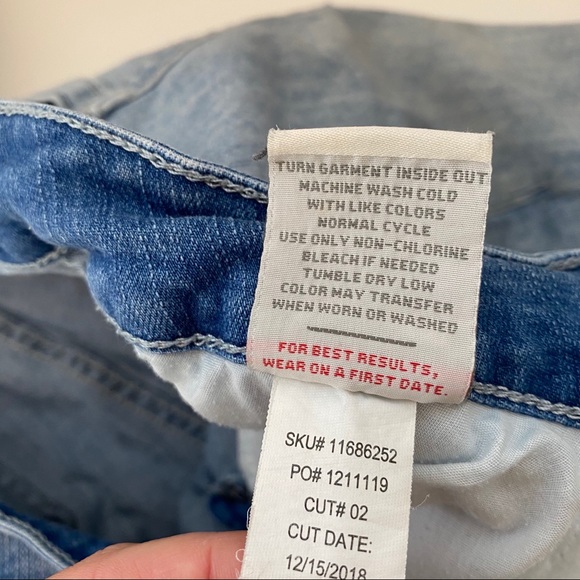 TURN GARMENT INSIDE OUT
MACHINE WASH COLD
WITH LIKE COLORS
NORMAL CYCLE
USE ONLY NON-CHLORINE
BLEACH IF NEEDED
TUMBLE DRY LOW
COLOR MAY TRANSFER
WHEN WORN OR WASHED
FOR BEST RESULTS,
WEAR ON A FIRST DATE.
SKU# 11686252
PO# 1211119
CUT# 02
CUT DATE:
12/15/2018